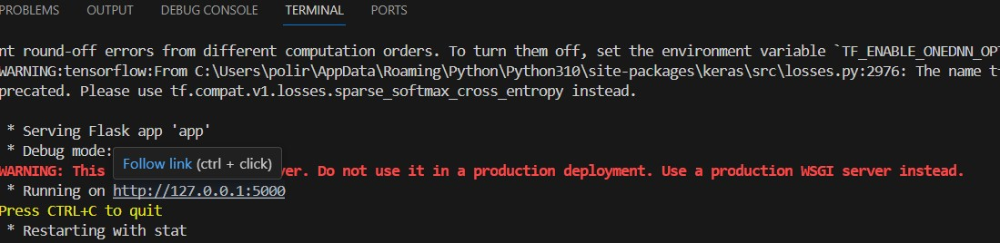 PROBLEMS OUTPUT DEBUG CONSOLE TERMINAL PORTS
nt round-off errors from different computation orders. To turn them off, set the environment variable `TF_ENABLE_ONEDNN_OPT
WARNING:tensorflow:From C:\Users\polir\AppData\Roaming\Python\Python310\site-packages\keras\src\losses.py:2976: The name t
precated. Please use tf.compat.v1.losses.sparse_softmax_cross_entropy instead.
* Serving Flask app 'app'
* Debug mode:
Follow link (ctrl + click)
WARNING: This ver. Do not use it in a production deployment. Use a production WSGI server instead.
* Running on http://127.0.0.1:5000
Press CTRL+C to quit
* Restarting with stat